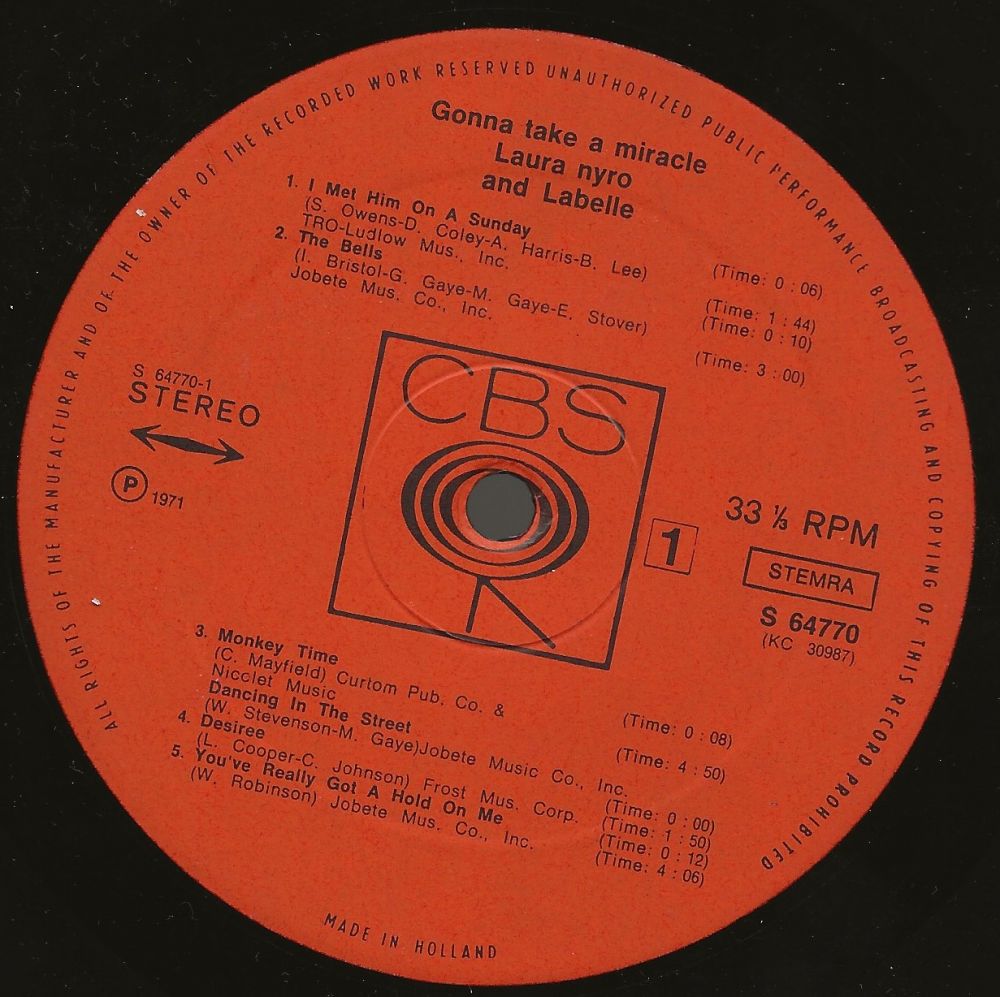 ALL RIGHTS OF THE MANUFACTURER AND OF THE OWNER OF THE RECORDED WORK RESERVED UNAUTHORIZED PUBLIC PERFORMANCE BROADCASTING AND COPYING OF THIS RECORD PROHIBITED
Gonna take a miracle
Laura nyro
and Labelle
1. I Met Him On A Sunday
(S. Owens-D. Coley-A. Harris-B. Lee) (Time: 0 : 06)
TRO-Ludlow Mus., Inc. (Time: 1 : 44)
2. The Bells (Time: 0 : 10)
(I. Bristol-G. Gaye-M. Gaye-E. Stover)
Jobete Mus. Co., Inc. (Time: 3 : 00)
S 64770-1
STEREO
P 1971
CBS
1
33 ⅓ RPM
STEMRA
S 64770
(KC 30987)
3. Monkey Time
(C. Mayfield) Curtom Pub. Co. &
Nicolet Music (Time: 0 : 08)
Dancing In The Street
(W. Stevenson-M. Gaye)Jobete Music Co., Inc. (Time: 4 : 50)
4. Desiree (Time: 0 : 00)
(L. Cooper-C. Johnson) Frost Mus. Corp. (Time: 1 : 50)
5. You've Really Got A Hold On Me (Time: 0 : 12)
(W. Robinson) Jobete Mus. Co., Inc. (Time: 4 : 06)
MADE IN HOLLAND